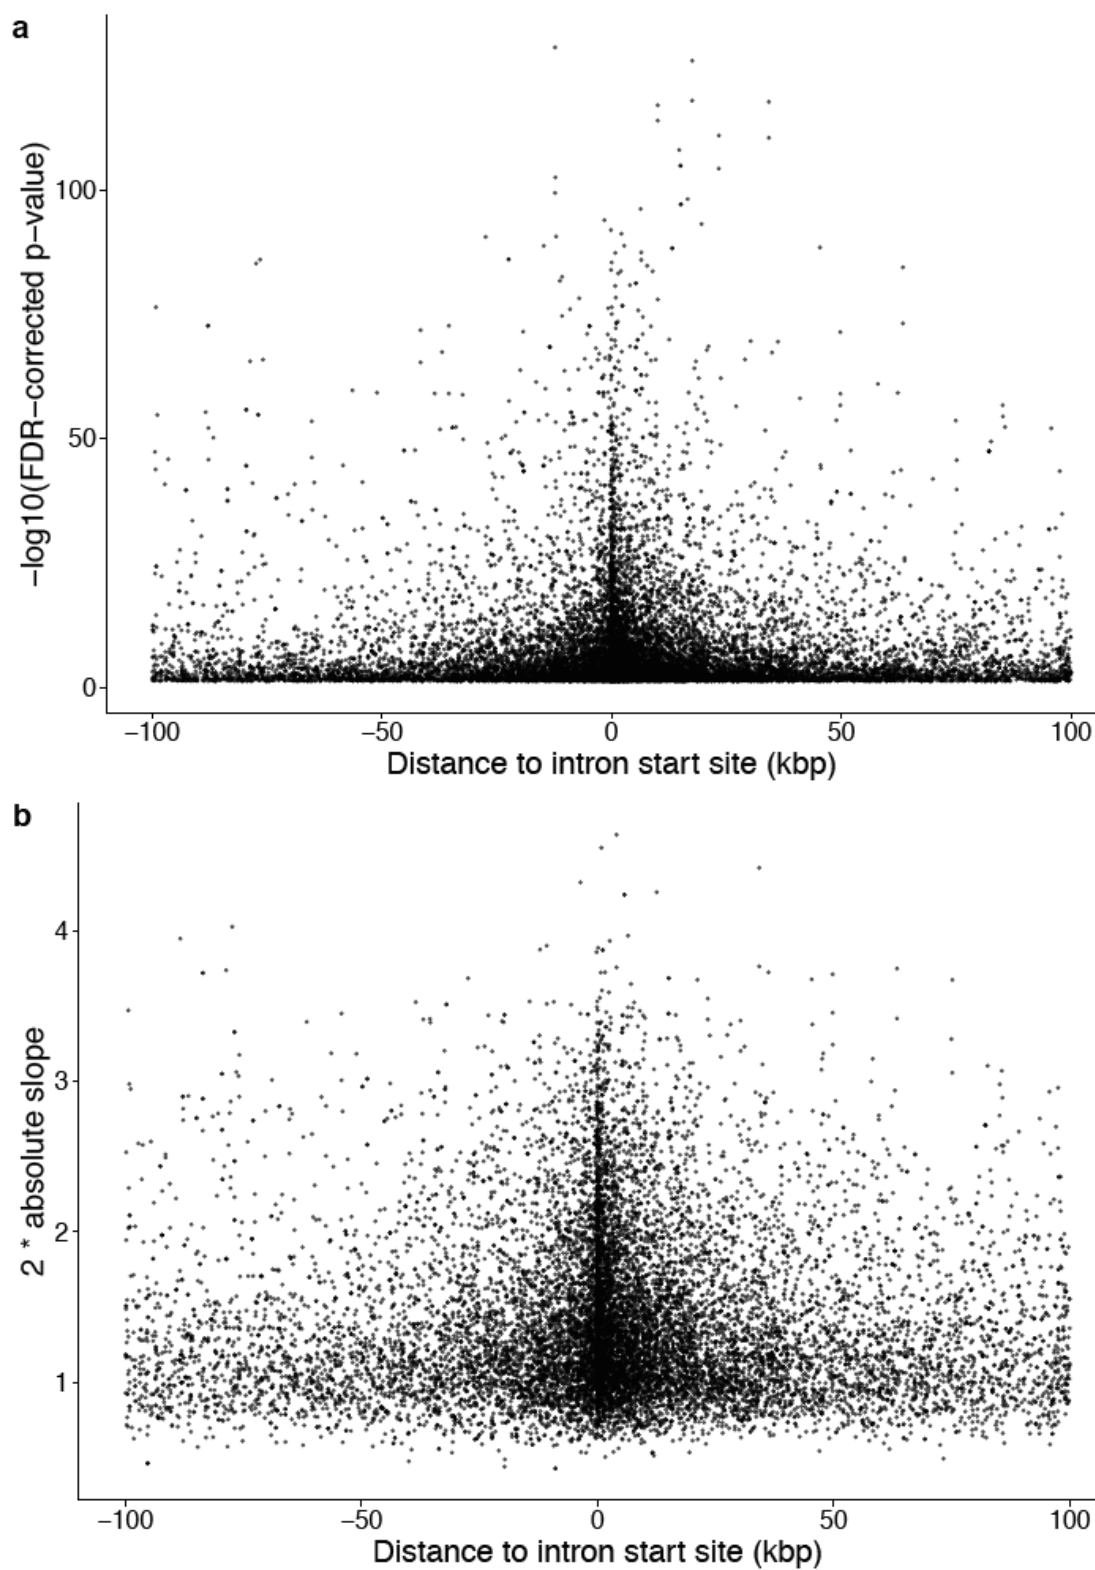 a
−log10(FDR−corrected p−value)
100
50
0
−100 −50 0 50 100
Distance to intron start site (kbp)
b
2 * absolute slope
4
3
2
1
−100 −50 0 50 100
Distance to intron start site (kbp)